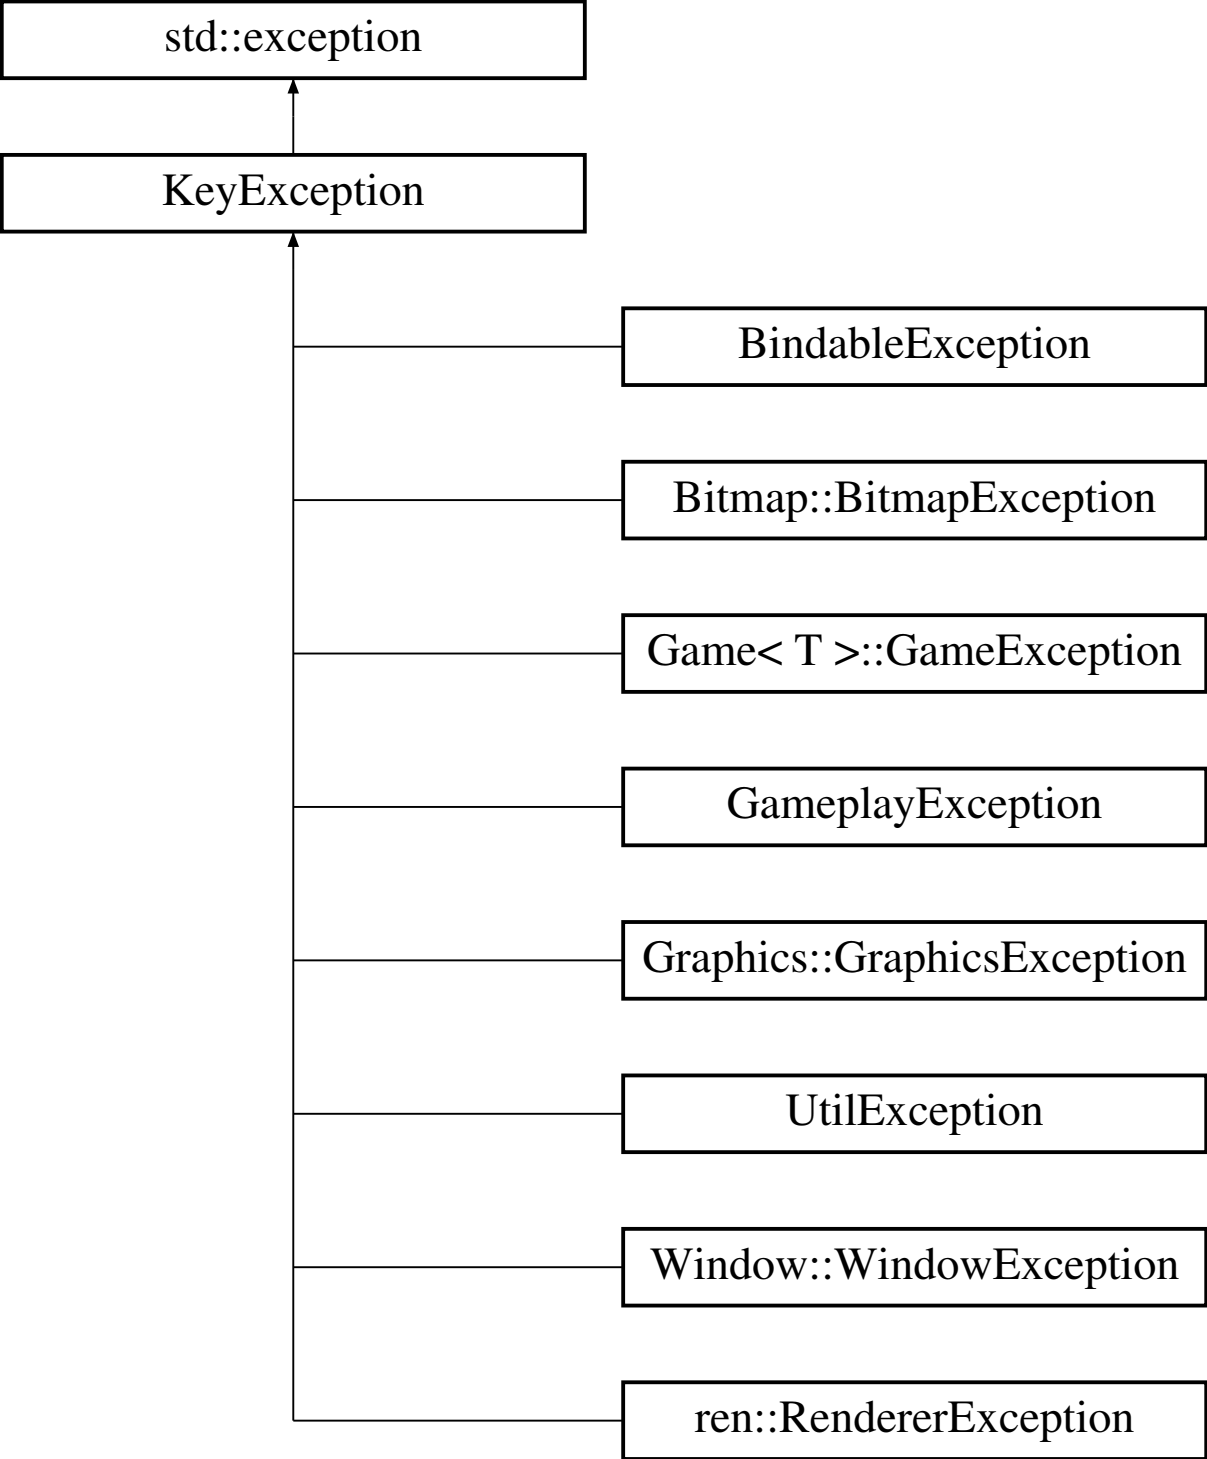 std::exception
KeyException
BindableException
Bitmap::BitmapException
Game< T >::GameException
GameplayException
Graphics::GraphicsException
UtilException
Window::WindowException
ren::RendererException